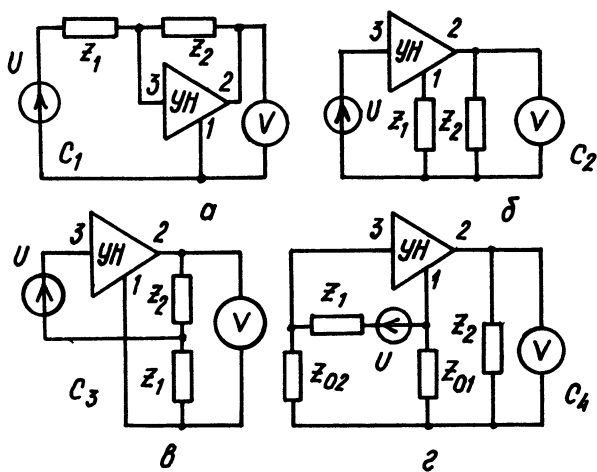 U
Z₁
Z₂
3
УН
2
1
V
C₁
а
3
УН
2
1
U
Z₁
Z₂
V
C₂
б
3
УН
2
1
U
Z₂
Z₁
V
C₃
в
3
УН
2
1
Z₁
U
Z₀₂
Z₀₁
Z₂
V
C₄
г